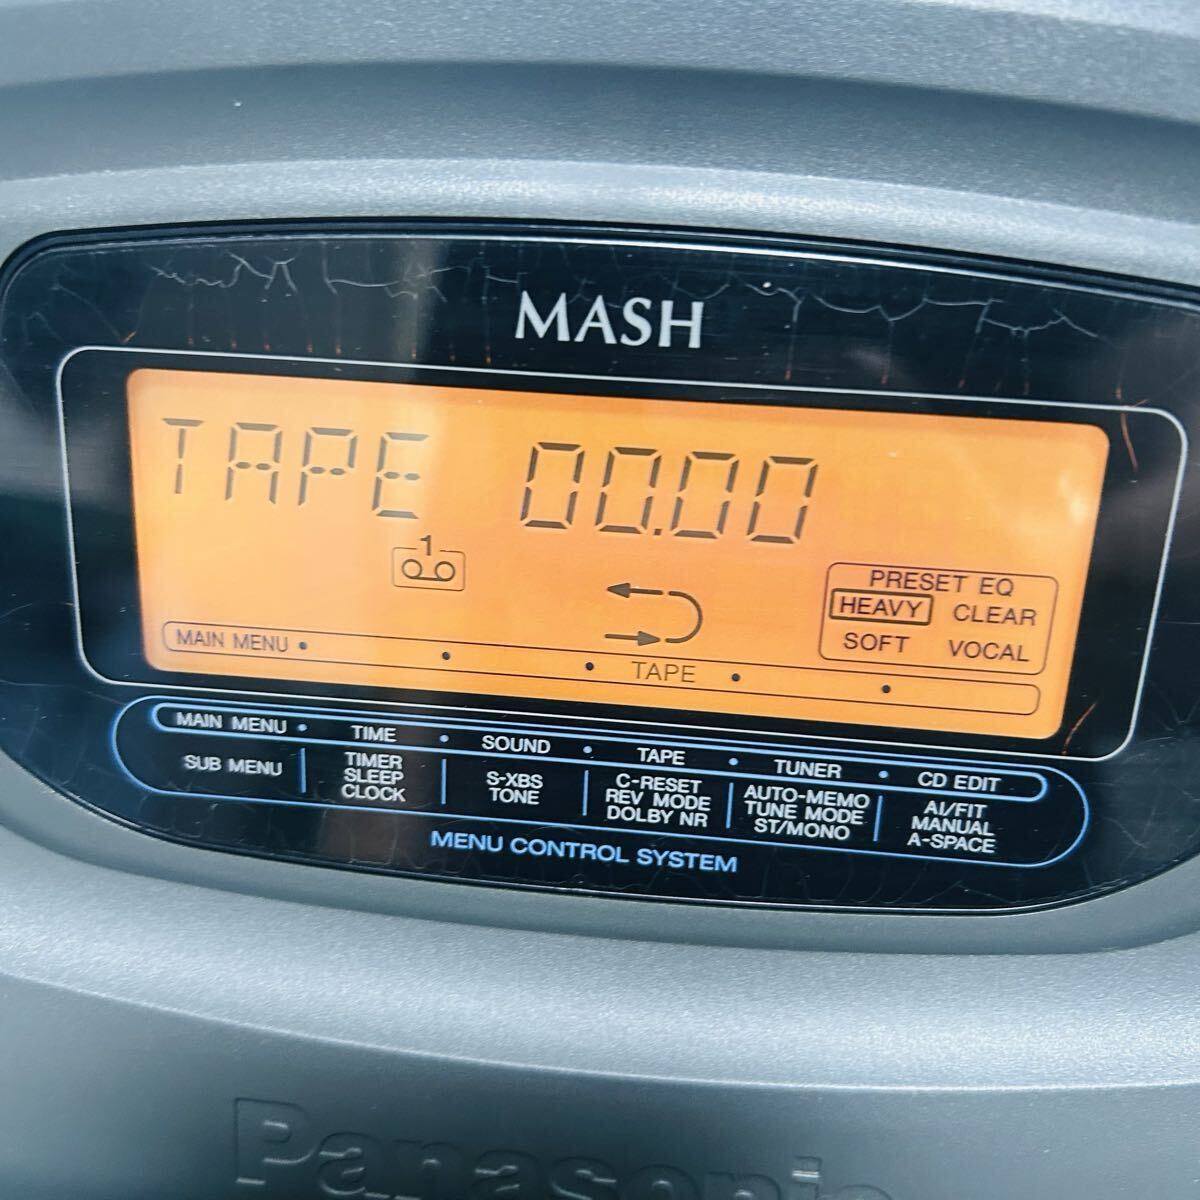 MASH
TAPE 00.00
1
PRESET EQ
HEAVY CLEAR
SOFT VOCAL
MAIN MENU • • • TAPE • •
MAIN MENU • TIME • SOUND • TAPE • TUNER • CD EDIT
SUB MENU
TIMER
SLEEP
CLOCK
S-XBS
TONE
C-RESET
REV MODE
DOLBY NR
AUTO-MEMO
TUNE MODE
ST/MONO
AI/FIT
MANUAL
A-SPACE
MENU CONTROL SYSTEM
Panasonic